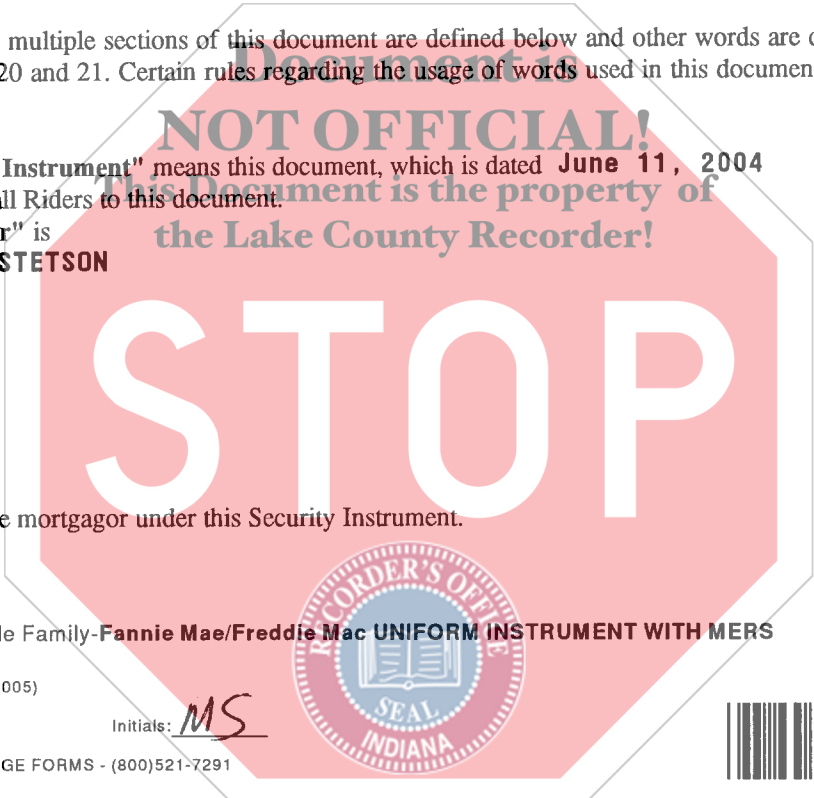 multiple sections of this document are defined below and other words are
Document is
20 and 21. Certain rules regarding the usage of words used in this documen
NOT OFFICIAL!
Instrument" means this document, which is dated June 11, 2004
This Document is the property of
ll Riders to this document.
r" is
the Lake County Recorder!
STETSON
STOP
e mortgagor under this Security Instrument.
RECORDER'S OFFICE
le Family-Fannie Mae/Freddie Mac UNIFORM INSTRUMENT WITH MERS
005)
SEAL
Initials: MS
INDIANA
GE FORMS - (800)521-7291